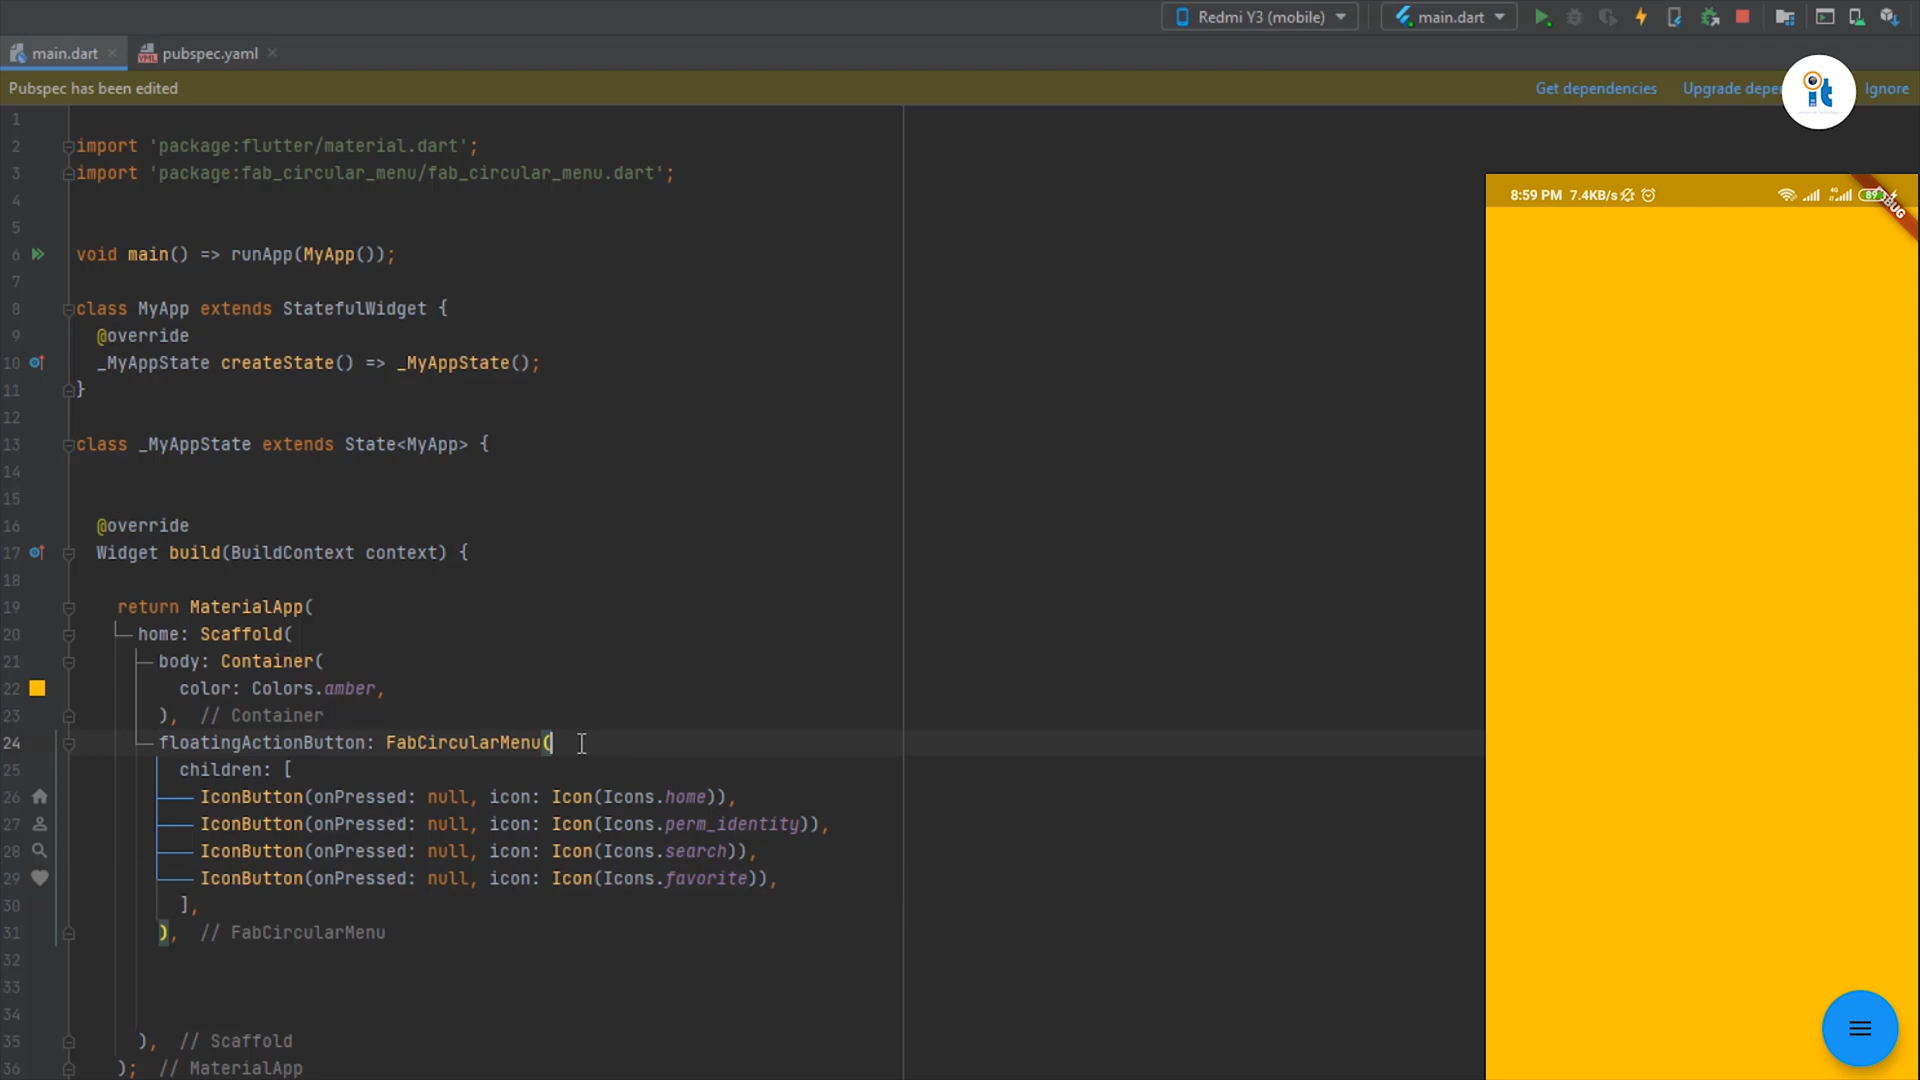 Redmi Y3 (mobile) main.dart
main.dart pubspec.yaml
Pubspec has been edited Get dependencies Upgrade depe Ignore
it
1
2 import 'package:flutter/material.dart';
3 import 'package:fab_circular_menu/fab_circular_menu.dart';
4
5
6 void main() => runApp(MyApp());
7
8 class MyApp extends StatefulWidget {
9 @override
10 _MyAppState createState() => _MyAppState();
11 }
12
13 class _MyAppState extends State<MyApp> {
14
15
16 @override
17 Widget build(BuildContext context) {
18
19 return MaterialApp(
20 home: Scaffold(
21 body: Container(
22 color: Colors.amber,
23 ), // Container
24 floatingActionButton: FabCircularMenu(
25 children: [
26 IconButton(onPressed: null, icon: Icon(Icons.home)),
27 IconButton(onPressed: null, icon: Icon(Icons.perm_identity)),
28 IconButton(onPressed: null, icon: Icon(Icons.search)),
29 IconButton(onPressed: null, icon: Icon(Icons.favorite)),
30 ],
31 ), // FabCircularMenu
32
33
34
35 ), // Scaffold
36 ); // MaterialApp
8:59 PM 7.4KB/s 4G 89